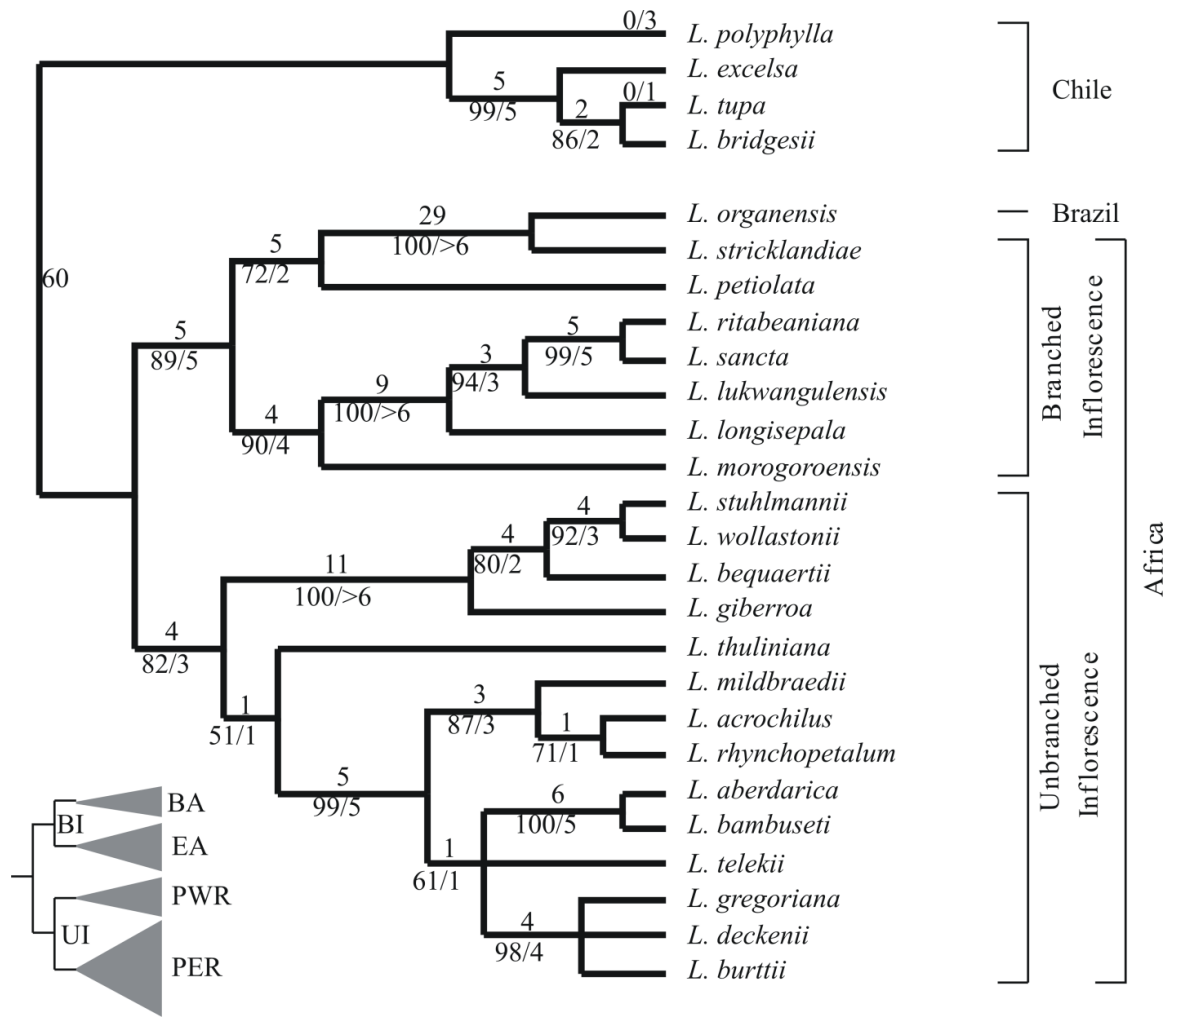 0/3
L. polyphylla
L. excelsa
5
99/5
0/1
L. tupa
2
86/2
L. bridgesii
Chile
L. organensis
Brazil
29
100/>6
L. stricklandiae
5
72/2
L. petiolata
60
L. ritabeaniana
5
99/5
5
89/5
L. sancta
3
94/3
L. lukwangulensis
9
100/>6
L. longisepala
4
90/4
L. morogoroensis
Branched
Inflorescence
L. stuhlmannii
4
92/3
L. wollastonii
4
80/2
L. bequaertii
11
100/>6
L. giberroa
Africa
4
82/3
L. thuliniana
L. mildbraedii
3
87/3
1
51/1
L. acrochilus
1
71/1
L. rhynchopetalum
Unbranched
Inflorescence
5
99/5
L. aberdarica
6
100/5
L. bambuseti
1
61/1
L. telekii
L. gregoriana
4
98/4
L. deckenii
L. burttii
BA
BI
EA
PWR
UI
PER